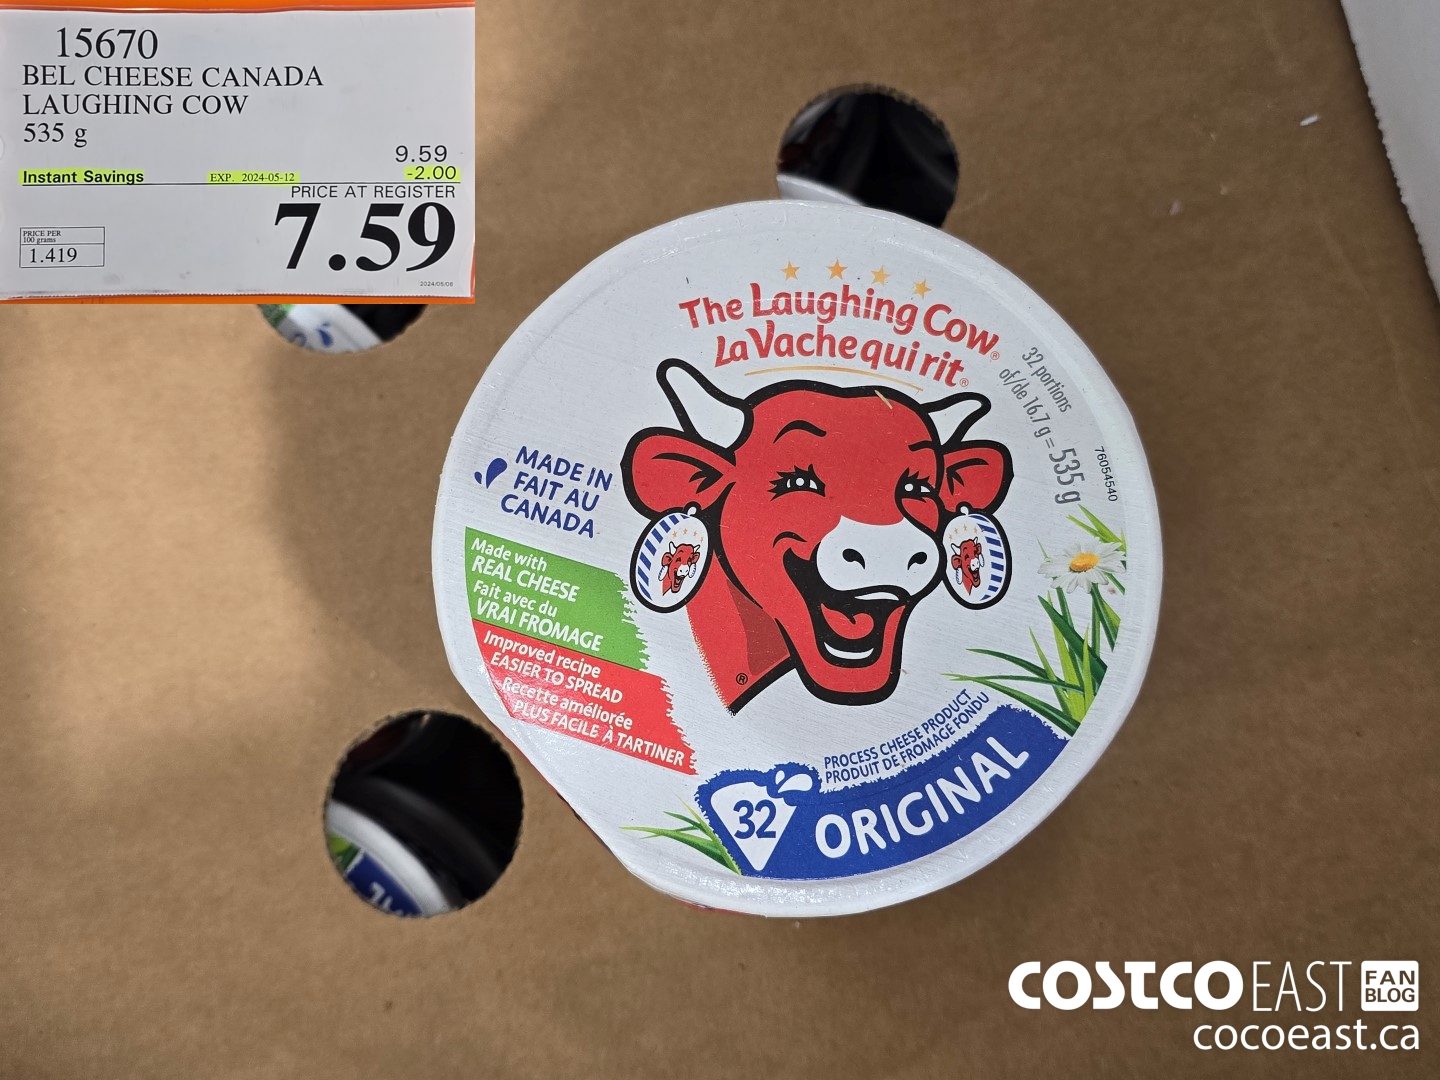 15670
BEL CHEESE CANADA
LAUGHING COW
535 g
9.59
Instant Savings EXP. 2024-05-12 -2.00
PRICE AT REGISTER
7.59
PRICE PER
100 grams
1.419
2024/05/08
The Laughing Cow®
La Vache qui rit®
32 portions
of/de 16.7 g = 535 g
76054540
MADE IN
FAIT AU
CANADA
Made with
REAL CHEESE
Fait avec du
VRAI FROMAGE
Improved recipe
EASIER TO SPREAD
Recette améliorée
PLUS FACILE À TARTINER
®
PROCESS CHEESE PRODUCT
PRODUIT DE FROMAGE FONDU
32 ORIGINAL
COSTCO EAST FAN
BLOG
cocoeast.ca